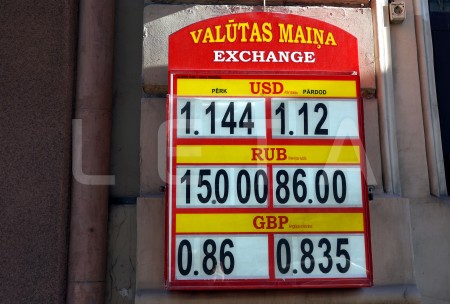 VALŪTAS MAIŅA
EXCHANGE
PĒRK USD PĀRDOD
1.144 1.12
RUB
150.00 86.00
GBP
0.86 0.835
LETA